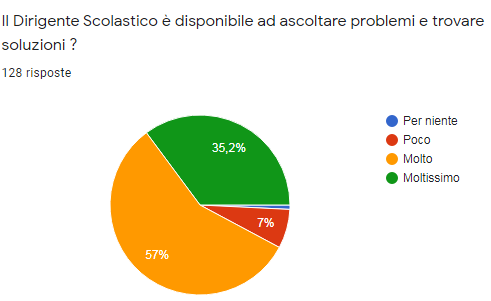 Il Dirigente Scolastico è disponibile ad ascoltare problemi e trovare
soluzioni ?
128 risposte
Per niente
Poco
Molto
Moltissimo
35,2%
7%
57%